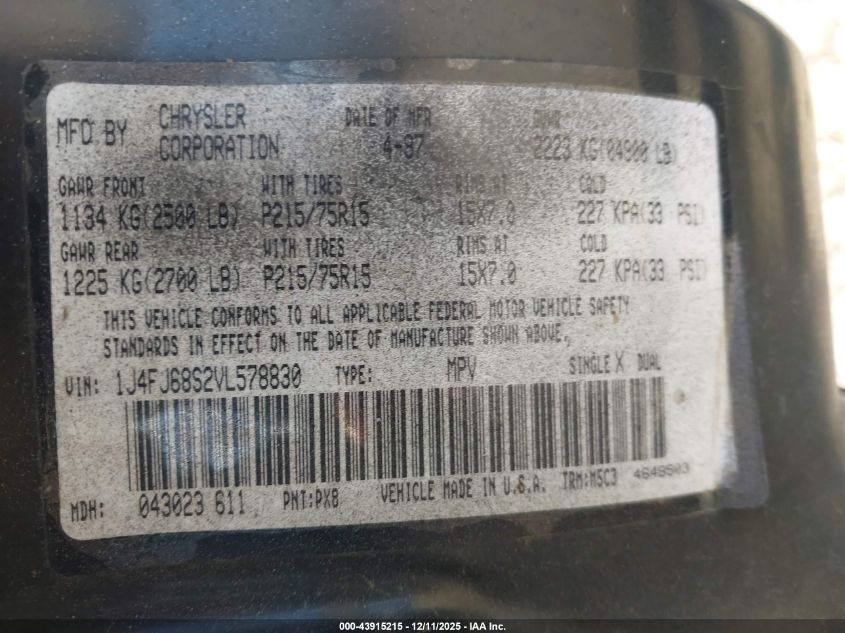 MFD BY CHRYSLER CORPORATION DATE OF MFR 4-97 GVWR 2223 KG(04900 LB)
GAWR FRONT WITH TIRES RIMS AT COLD
1134 KG(2500 LB) P215/75R15 15X7.0 227 KPA(33 PSI)
GAWR REAR WITH TIRES RIMS AT COLD
1225 KG(2700 LB) P215/75R15 15X7.0 227 KPA(33 PSI)
THIS VEHICLE CONFORMS TO ALL APPLICABLE FEDERAL MOTOR VEHICLE SAFETY
STANDARDS IN EFFECT ON THE DATE OF MANUFACTURE SHOWN ABOVE.
VIN: 1J4FJ68S2VL578830 TYPE: MPV SINGLE X DUAL
MDH: 043023 611 PNT:PX8 VEHICLE MADE IN U.S.A. TRM:M5C3 4648503
000-43915215 - 12/11/2025 - IAA Inc.